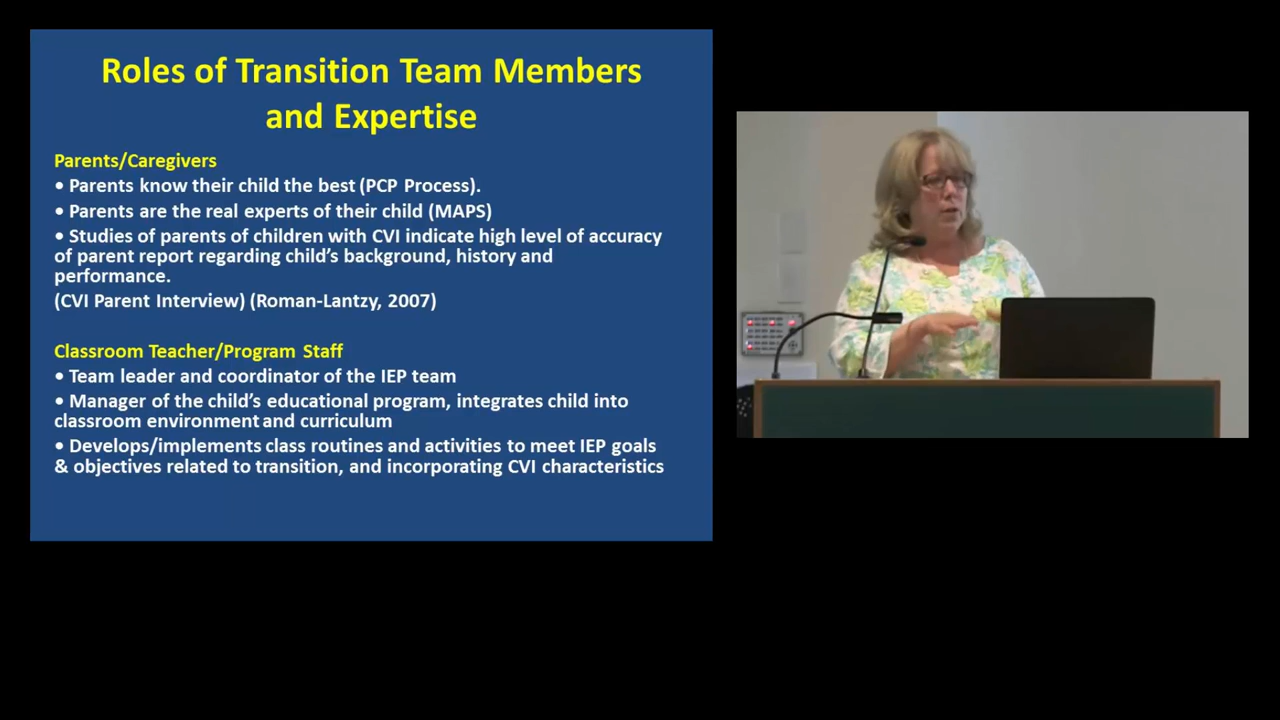 Roles of Transition Team Members
and Expertise
Parents/Caregivers
• Parents know their child the best (PCP Process).
• Parents are the real experts of their child (MAPS)
• Studies of parents of children with CVI indicate high level of accuracy
of parent report regarding child's background, history and
performance.
(CVI Parent Interview) (Roman-Lantzy, 2007)
Classroom Teacher/Program Staff
• Team leader and coordinator of the IEP team
• Manager of the child's educational program, integrates child into
classroom environment and curriculum
• Develops/implements class routines and activities to meet IEP goals
& objectives related to transition, and incorporating CVI characteristics